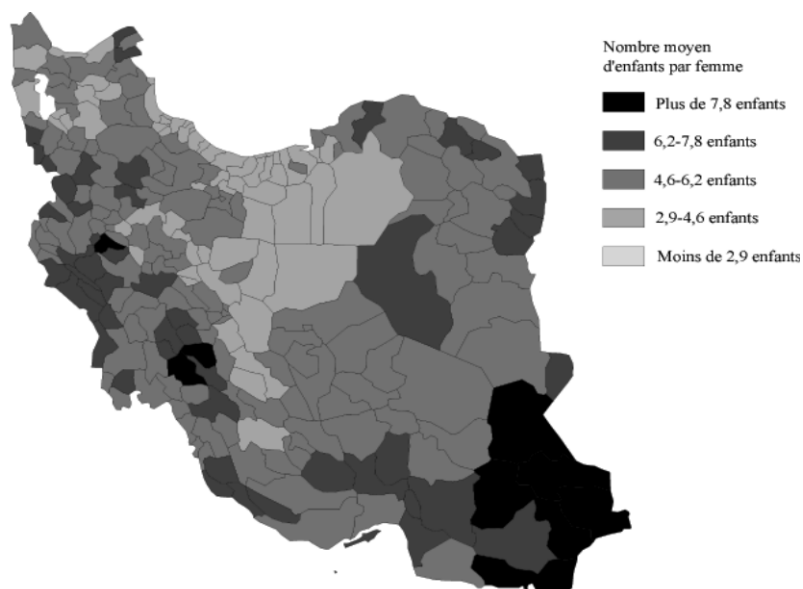 Nombre moyen
d'enfants par femme
Plus de 7,8 enfants
6,2-7,8 enfants
4,6-6,2 enfants
2,9-4,6 enfants
Moins de 2,9 enfants